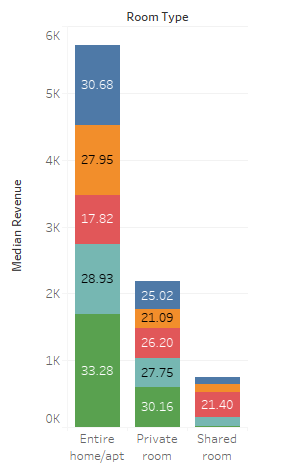 Room Type
6K
5K
4K
3K
2K
1K
0K
Median Revenue
30.68
27.95
17.82
28.93
33.28
25.02
21.09
26.20
27.75
30.16
21.40
Entire
home/apt
Private
room
Shared
room